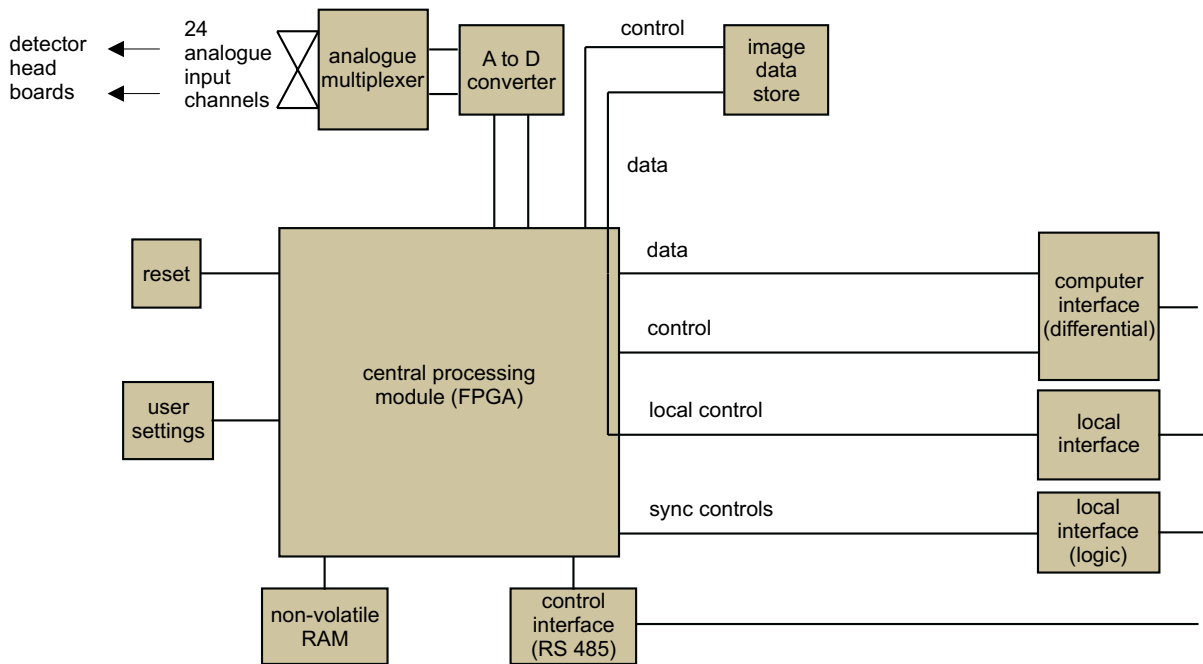 detector
head
boards
24
analogue
input
channels
analogue
multiplexer
A to D
converter
control
image
data
store
data
reset
data
computer
interface
(differential)
control
central processing
module (FPGA)
user
settings
local control
local
interface
sync controls
local
interface
(logic)
non-volatile
RAM
control
interface
(RS 485)